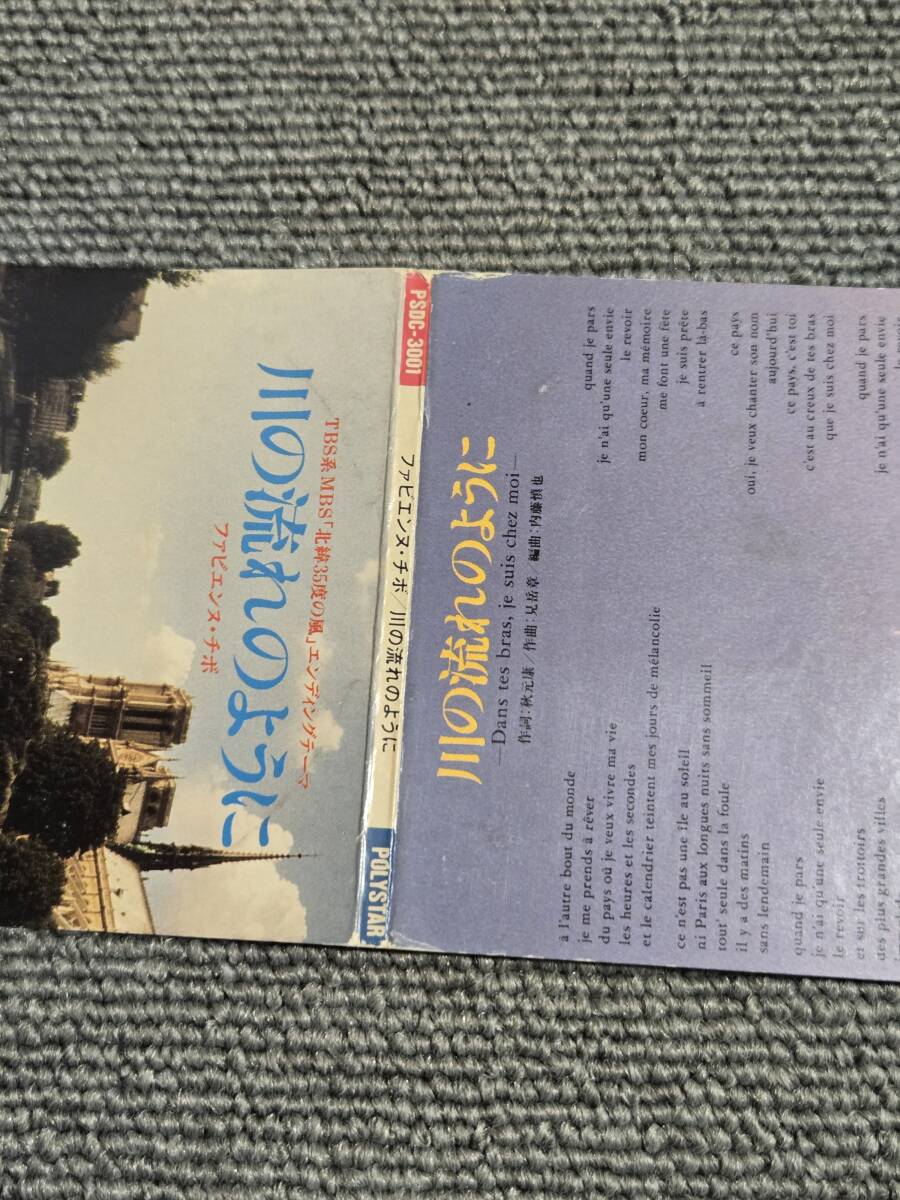 TBS系 MBS「北緯35度の風」エンディングテーマ
川の流れのように
ファビエンヌ・チボ
PSDC-3001
ファビエンヌ・チボ/川の流れのように
POLYSTAR
川の流れのように
—Dans tes bras, je suis chez moi—
作詞:秋元康/作曲:見岳章/編曲:内藤慎也
à l'autre bout du monde
je me prends à rêver
du pays où je veux vivre ma vie
les heures et les secondes
et le calendrier teintent mes jours de mélancolie
ce n'est pas une île au soleil
ni Paris aux longues nuits sans sommeil
tout' seule dans la foule
il y a des matins
sans lendemain
quand je pars
je n'ai qu'une seule envie
le revoir
et sur les trottoirs
des plus grandes villes
quand je pars
je n'ai qu'une seule envie
le revoir
mon coeur, ma mémoire
me font une fête
je suis prête
à rentrer là-bas
ce pays
oui, je veux chanter son nom
aujourd'hui
ce pays, c'est toi
c'est au creux de tes bras
que je suis chez moi
quand je pars
je n'ai qu'une seule envie